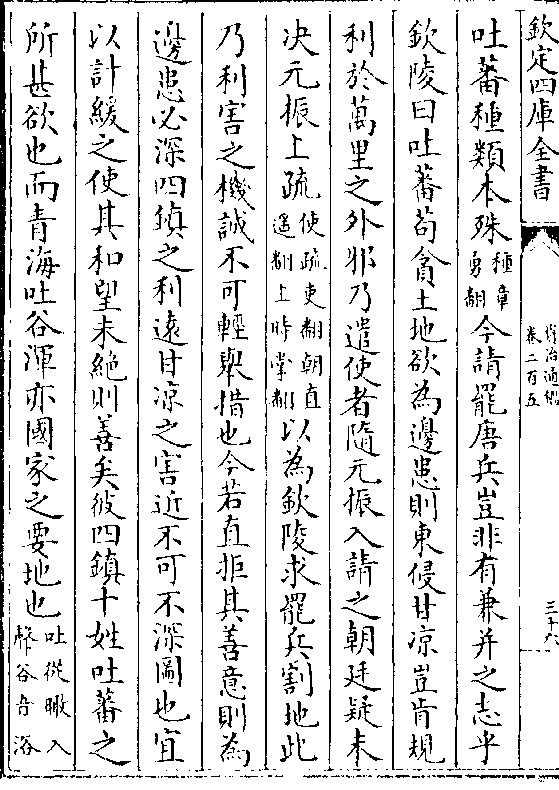 欽定四庫全書
資治通鑑
卷二百五
三十六
吐蕃種類本殊種章勇翻今請罷唐兵豈非有兼并之志乎
欽陵曰吐蕃苟貪土地欲為邊患則東侵甘凉豈肯規
利於萬里之外邪乃遣使者隨元振入請之朝廷疑未
决元振上疏使疏吏翻朝直遥翻上時掌翻以為欽陵求罷兵割地此
乃利害之機誠不可輕舉措也今若直拒其善意則為
邊患必深四鎮之利遠甘凉之害近不可不深圖也宜
以計緩之使其和望未絶則善矣彼四鎮十姓吐蕃之
所甚欲也而青海吐谷渾亦國家之要地也吐從暾入聲谷音浴